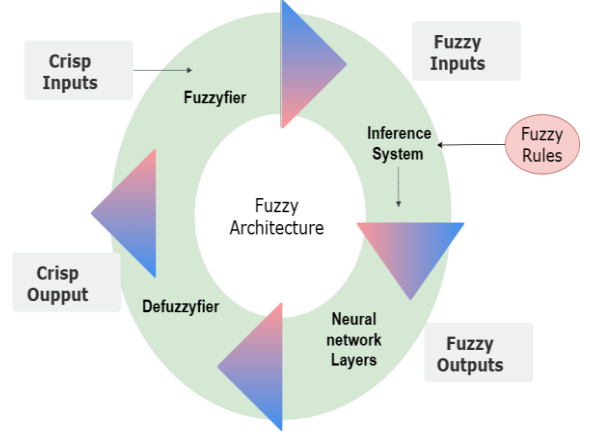 Crisp
Inputs
Fuzzyfier
Fuzzy
Inputs
Inference
System
Fuzzy
Rules
Fuzzy
Architecture
Crisp
Oupput
Defuzzyfier
Neural
network
Layers
Fuzzy
Outputs